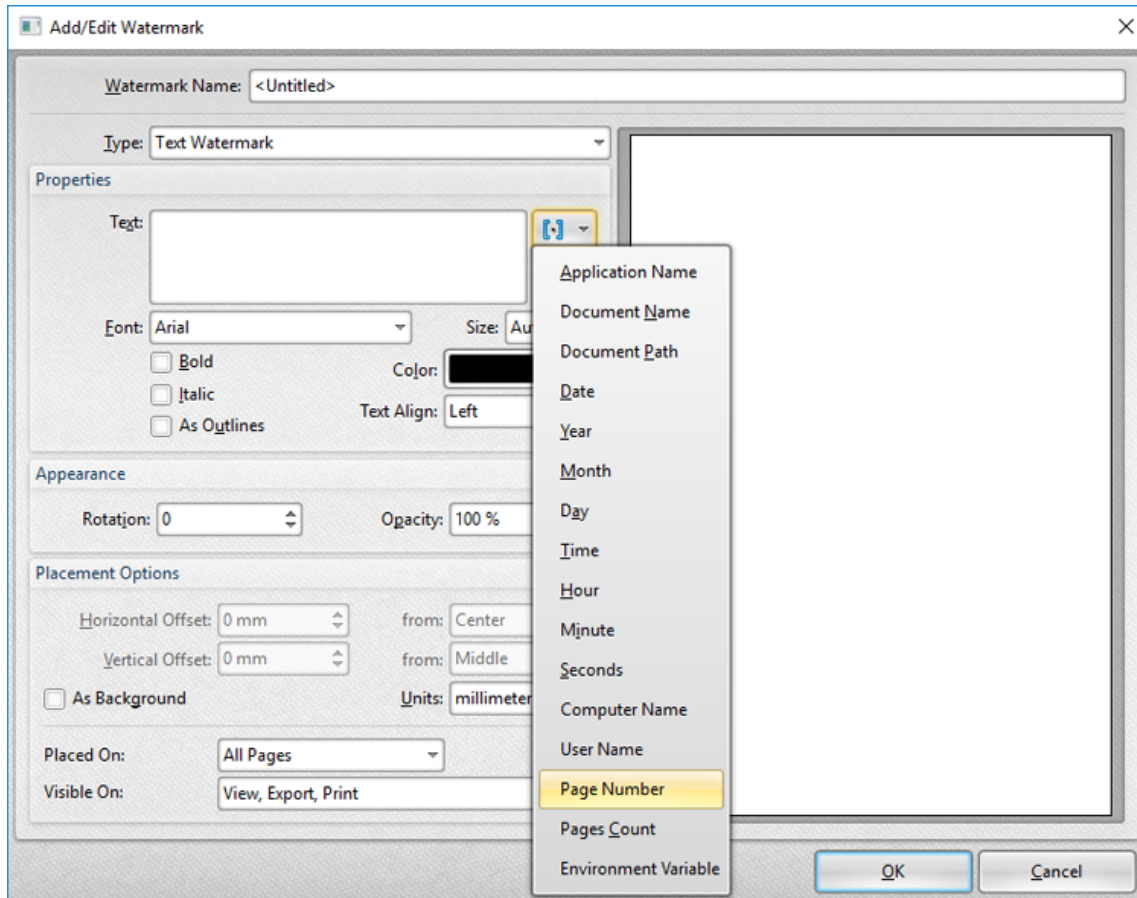 Add/Edit Watermark
Watermark Name: <Untitled>
Type: Text Watermark
Properties
Text:
Application Name
Document Name
Document Path
Date
Year
Month
Day
Time
Hour
Minute
Seconds
Computer Name
User Name
Page Number
Pages Count
Environment Variable
Font: Arial
Size: Au
Bold
Italic
As Outlines
Color:
Text Align: Left
Appearance
Rotation: 0
Opacity: 100 %
Placement Options
Horizontal Offset: 0 mm
from: Center
Vertical Offset: 0 mm
from: Middle
As Background
Units: millimeter
Placed On: All Pages
Visible On: View, Export, Print
OK
Cancel